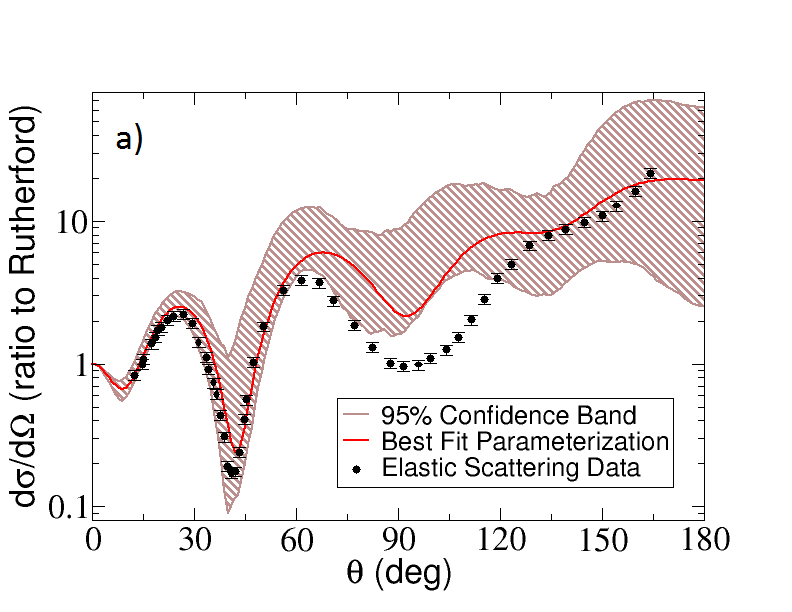 a)
dσ/dΩ (ratio to Rutherford)
10
1
0.1
95% Confidence Band
Best Fit Parameterization
Elastic Scattering Data
0 30 60 90 120 150 180
θ (deg)